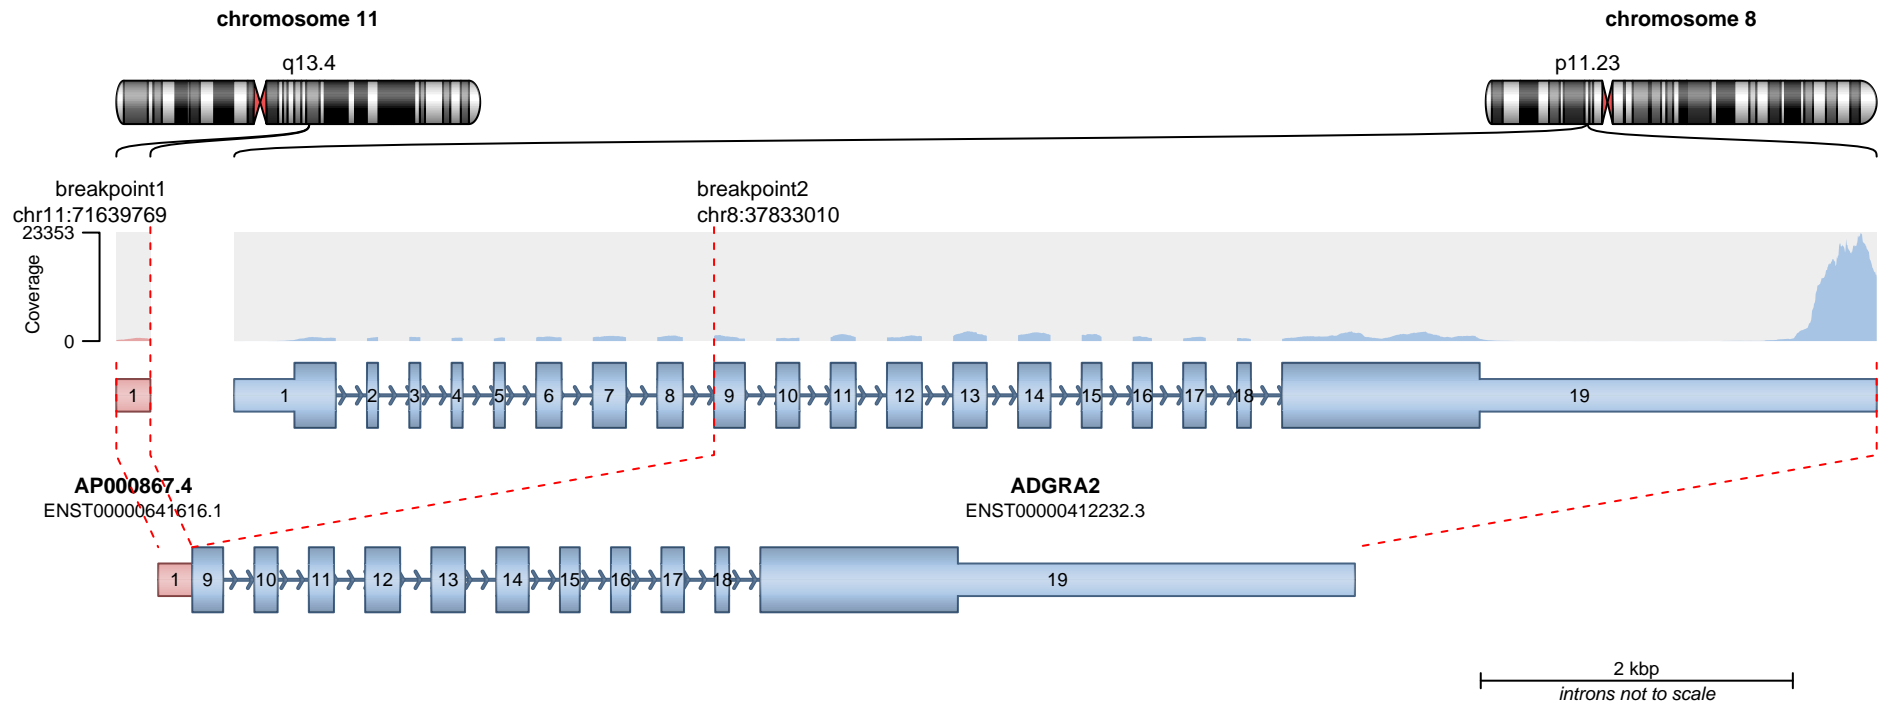 chromosome 11
chromosome 8
q13.4
p11.23
breakpoint1
chr11:71639769
breakpoint2
chr8:37833010
23353
Coverage
0
1
1 2 3 4 5 6 7 8 9 10 11 12 13 14 15 16 17 18 19
AP000867.4
ENST00000641616.1
ADGRA2
ENST00000412232.3
1 9 10 11 12 13 14 15 16 17 18 19
2 kbp
introns not to scale